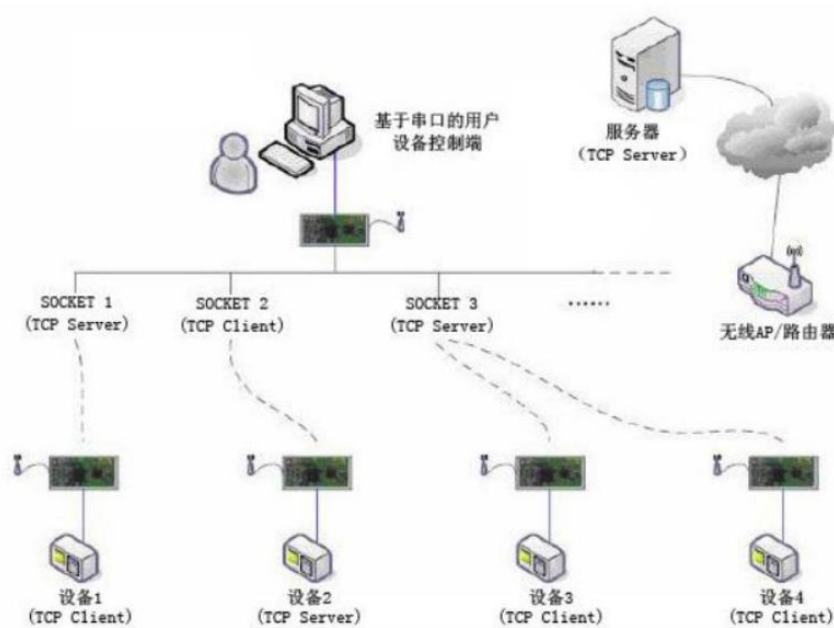 基于串口的用户
设备控制端
服务器
(TCP Server)
SOCKET 1
(TCP Server)
SOCKET 2
(TCP Client)
SOCKET 3
(TCP Server)
······
无线AP/路由器
设备1
(TCP Client)
设备2
(TCP Server)
设备3
(TCP Client)
设备4
(TCP Client)